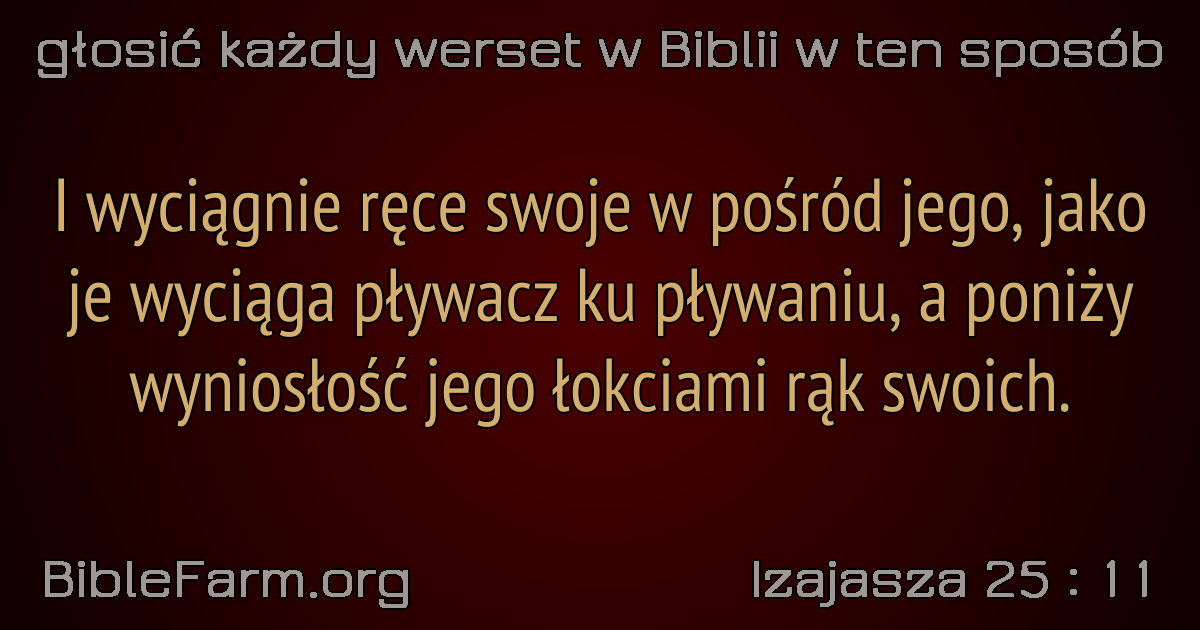 głosić każdy werset w Biblii w ten sposób
I wyciągnie ręce swoje w pośród jego, jako
je wyciąga pływacz ku pływaniu, a poniży
wyniosłość jego łokciami rąk swoich.
BibleFarm.org
Izajasza 25 : 11